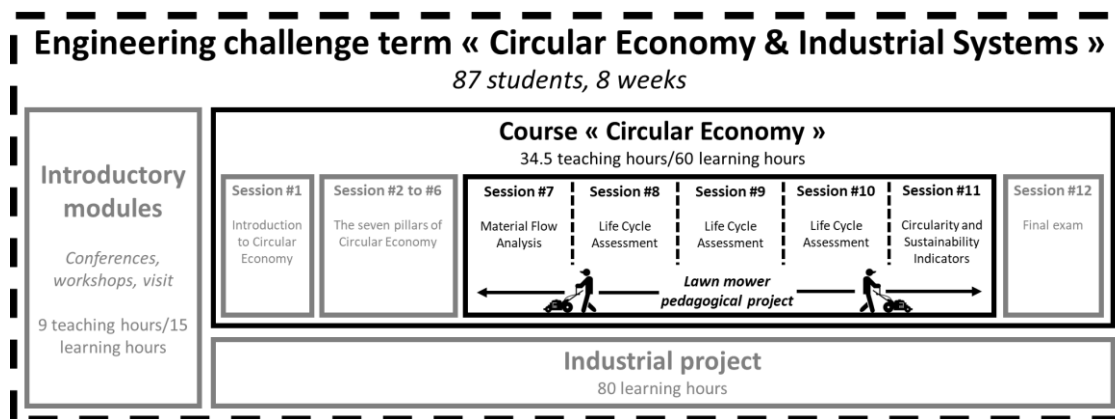 Engineering challenge term « Circular Economy & Industrial Systems »
87 students, 8 weeks
Introductory
modules
Conferences,
workshops, visit
9 teaching hours/15
learning hours
Course « Circular Economy »
34.5 teaching hours/60 learning hours
Session #1
Introduction
to Circular
Economy
Session #2 to #6
The seven pillars of
Circular Economy
Session #7
Material Flow
Analysis
Session #8
Life Cycle
Assessment
Session #9
Life Cycle
Assessment
Session #10
Life Cycle
Assessment
Session #11
Circularity and
Sustainability
Indicators
Lawn mower
pedagogical project
Session #12
Final exam
Industrial project
80 learning hours